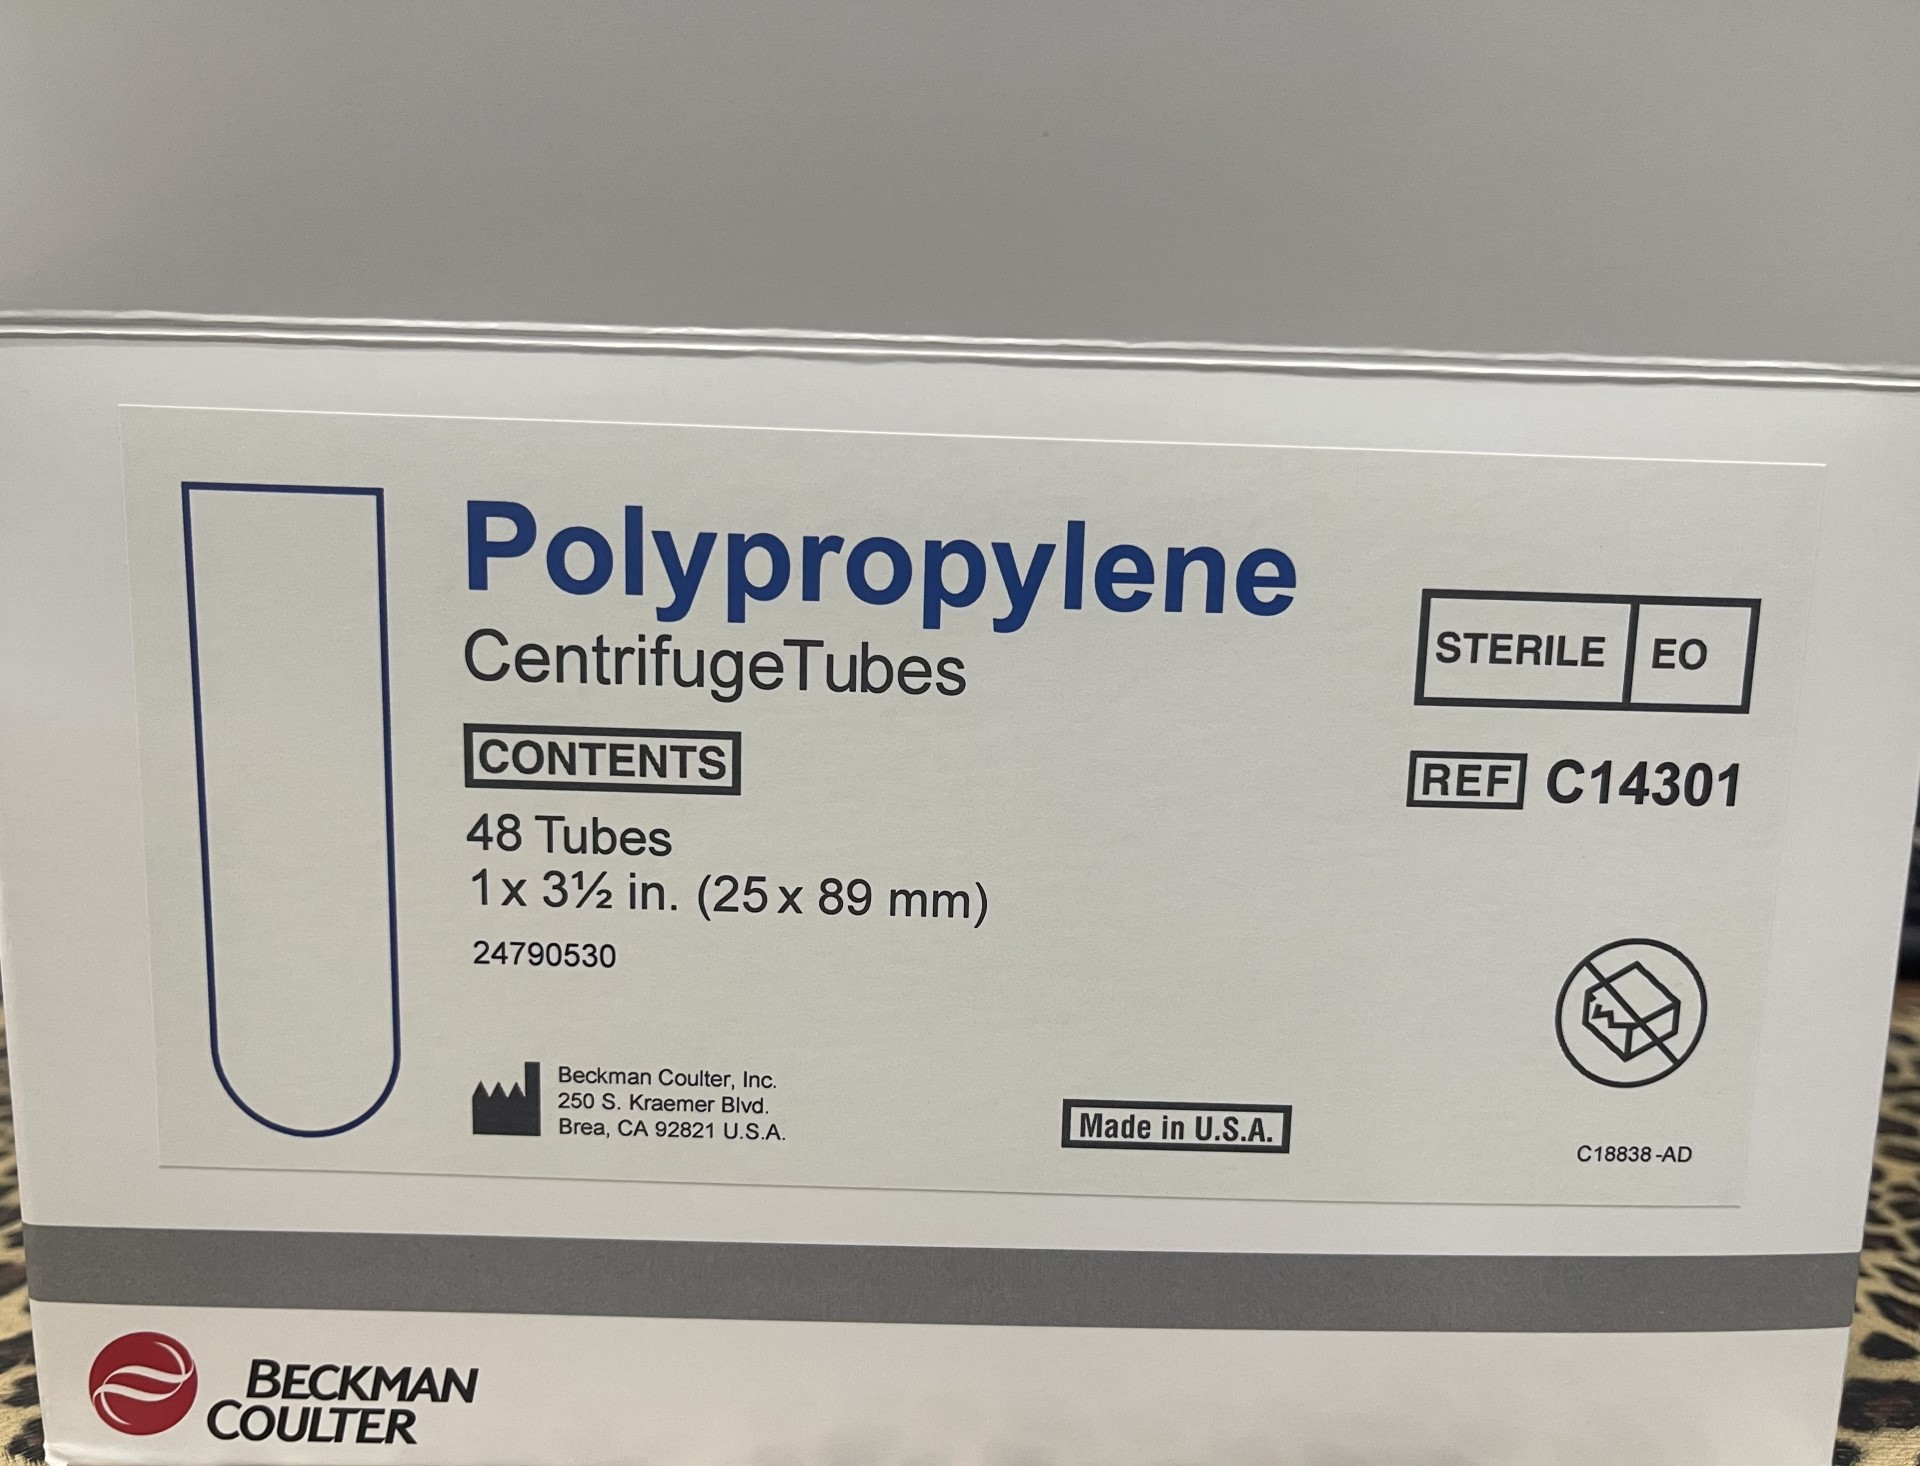 Polypropylene
CentrifugeTubes
CONTENTS
48 Tubes
1 x 3½ in. (25 x 89 mm)
24790530
Beckman Coulter, Inc.
250 S. Kraemer Blvd.
Brea, CA 92821 U.S.A.
Made in U.S.A.
STERILE EO
REF C14301
C18838-AD
BECKMAN
COULTER